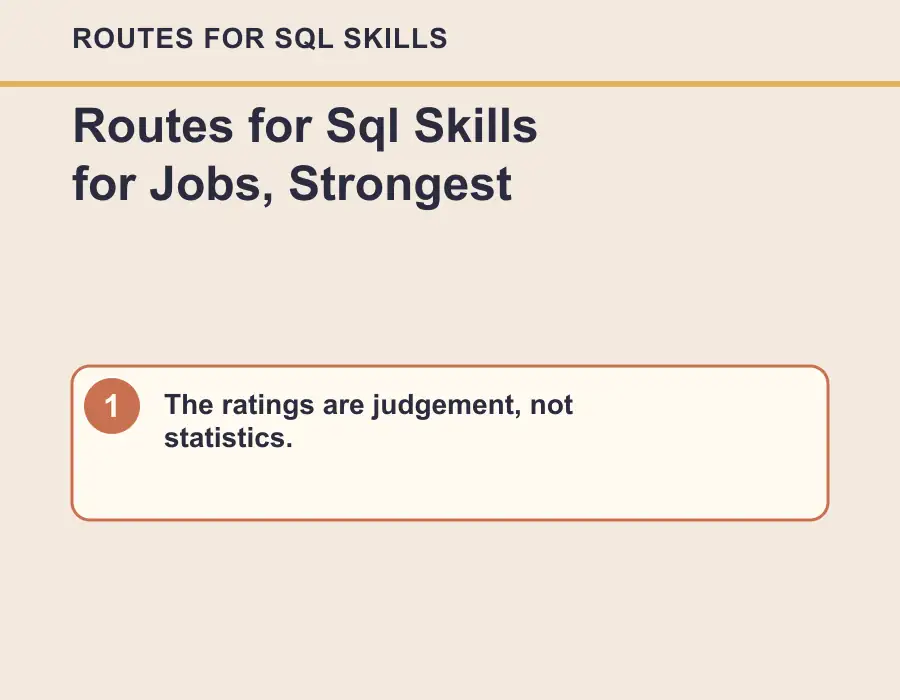 ROUTES FOR SQL SKILLS
Routes for Sql Skills
for Jobs, Strongest
1
The ratings are judgement, not
statistics.